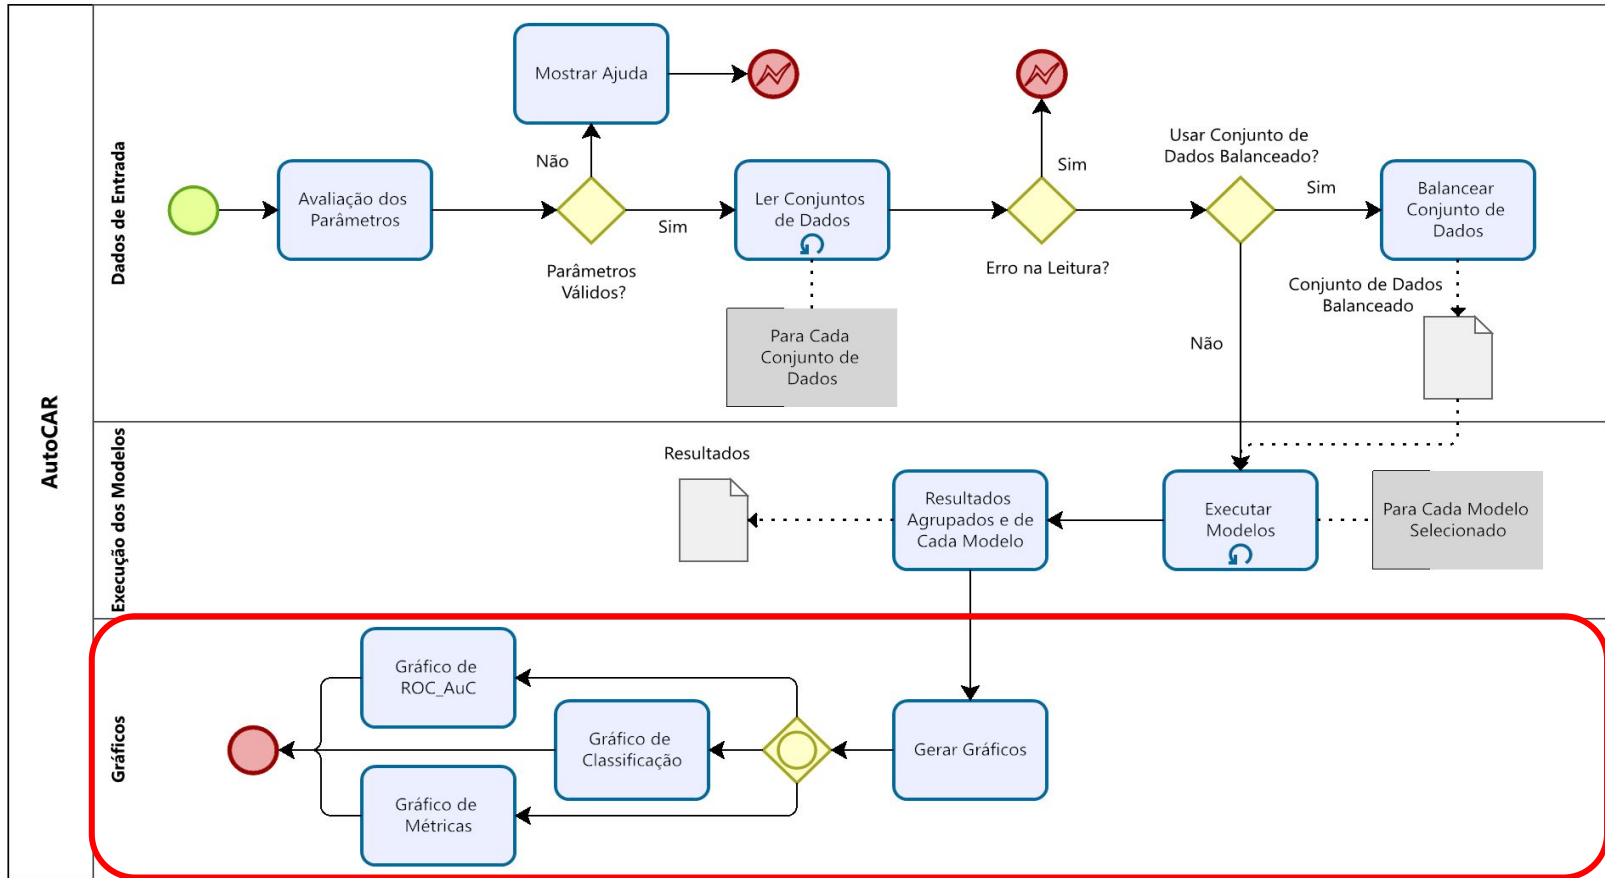 AutoCAR
Dados de Entrada
Mostrar Ajuda
Não
Avaliação dos
Parâmetros
Parâmetros
Válidos?
Sim
Ler Conjuntos
de Dados
Para Cada
Conjunto de
Dados
Sim
Erro na Leitura?
Usar Conjunto de
Dados Balanceado?
Sim
Não
Balancear
Conjunto de
Dados
Conjunto de Dados
Balanceado
Execução dos Modelos
Resultados
Resultados
Agrupados e de
Cada Modelo
Executar
Modelos
Para Cada Modelo
Selecionado
Gráficos
Gráfico de
ROC_AuC
Gráfico de
Classificação
Gráfico de
Métricas
Gerar Gráficos